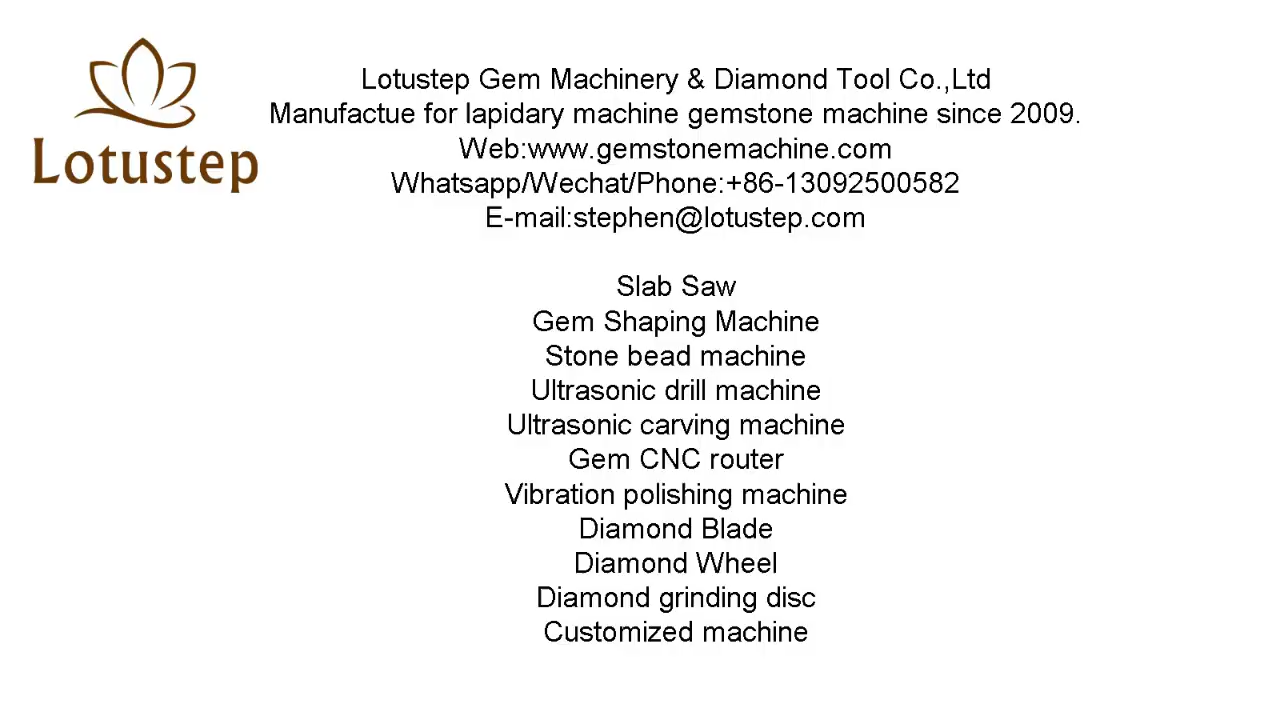 Lotustep
Lotustep Gem Machinery & Diamond Tool Co.,Ltd
Manufactue for lapidary machine gemstone machine since 2009.
Web:www.gemstonemachine.com
Whatsapp/Wechat/Phone:+86-13092500582
E-mail:stephen@lotustep.com
Slab Saw
Gem Shaping Machine
Stone bead machine
Ultrasonic drill machine
Ultrasonic carving machine
Gem CNC router
Vibration polishing machine
Diamond Blade
Diamond Wheel
Diamond grinding disc
Customized machine